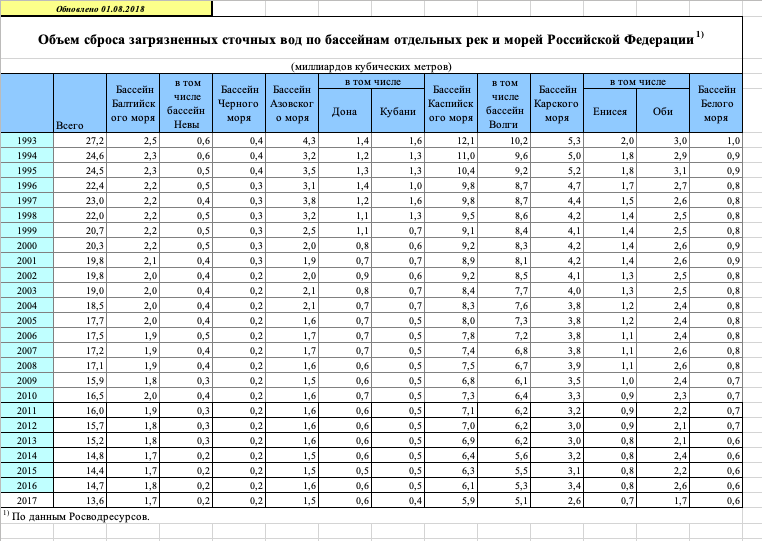 Обновлено 01.08.2018
Объем сброса загрязненных сточных вод по бассейнам отдельных рек и морей Российской Федерации 1)
(миллиардов кубических метров)
Всего
Бассейн
Балтийск
ого моря
в том
числе
бассейн
Невы
Бассейн
Черного
моря
Бассейн
Азовског
о моря
в том числе
Дона
Кубани
Бассейн
Каспийск
ого моря
в том
числе
бассейн
Волги
Бассейн
Карского
моря
в том числе
Енисея
Оби
Бассейн
Белого
моря
1993 27,2 2,5 0,6 0,4 4,3 1,4 1,6 12,1 10,2 5,3 2,0 3,0 1,0
1994 24,6 2,3 0,6 0,4 3,2 1,2 1,3 11,0 9,6 5,0 1,8 2,9 0,9
1995 24,5 2,3 0,5 0,4 3,5 1,3 1,3 10,4 9,2 5,2 1,8 3,1 0,9
1996 22,4 2,2 0,5 0,3 3,1 1,4 1,0 9,8 8,7 4,7 1,7 2,7 0,8
1997 23,0 2,2 0,4 0,3 3,8 1,2 1,6 9,8 8,7 4,4 1,5 2,6 0,8
1998 22,0 2,2 0,5 0,3 3,2 1,1 1,3 9,5 8,6 4,2 1,4 2,5 0,8
1999 20,7 2,2 0,5 0,3 2,5 1,1 0,7 9,1 8,4 4,1 1,4 2,5 0,8
2000 20,3 2,2 0,5 0,3 2,0 0,8 0,6 9,2 8,3 4,2 1,4 2,6 0,9
2001 19,8 2,1 0,4 0,3 1,9 0,7 0,7 8,9 8,1 4,2 1,4 2,6 0,9
2002 19,8 2,0 0,4 0,2 2,0 0,9 0,6 9,2 8,5 4,1 1,3 2,5 0,8
2003 19,0 2,0 0,4 0,2 2,1 0,8 0,7 8,4 7,7 4,0 1,3 2,5 0,8
2004 18,5 2,0 0,4 0,2 2,1 0,7 0,7 8,3 7,6 3,8 1,2 2,4 0,8
2005 17,7 2,0 0,4 0,2 1,6 0,7 0,5 8,0 7,3 3,8 1,2 2,4 0,8
2006 17,5 1,9 0,5 0,2 1,7 0,7 0,5 7,8 7,2 3,8 1,1 2,4 0,8
2007 17,2 1,9 0,4 0,2 1,7 0,7 0,5 7,4 6,8 3,8 1,1 2,6 0,8
2008 17,1 1,9 0,4 0,2 1,6 0,6 0,5 7,5 6,7 3,9 1,1 2,6 0,8
2009 15,9 1,8 0,3 0,2 1,5 0,6 0,5 6,8 6,1 3,5 1,0 2,4 0,7
2010 16,5 2,0 0,4 0,2 1,6 0,7 0,5 7,3 6,4 3,3 0,9 2,3 0,7
2011 16,0 1,9 0,3 0,2 1,6 0,6 0,5 7,1 6,2 3,2 0,9 2,2 0,7
2012 15,7 1,8 0,3 0,2 1,6 0,6 0,5 7,0 6,2 3,0 0,9 2,1 0,7
2013 15,2 1,8 0,3 0,2 1,6 0,6 0,5 6,9 6,2 3,0 0,8 2,1 0,6
2014 14,8 1,7 0,2 0,2 1,6 0,6 0,5 6,4 5,6 3,2 0,8 2,4 0,6
2015 14,4 1,7 0,2 0,2 1,5 0,5 0,5 6,3 5,5 3,1 0,8 2,2 0,6
2016 14,7 1,8 0,2 0,2 1,6 0,6 0,5 6,1 5,3 3,4 0,8 2,6 0,6
2017 13,6 1,7 0,2 0,2 1,5 0,6 0,4 5,9 5,1 2,6 0,7 1,7 0,6
1) По данным Росводресурсов.